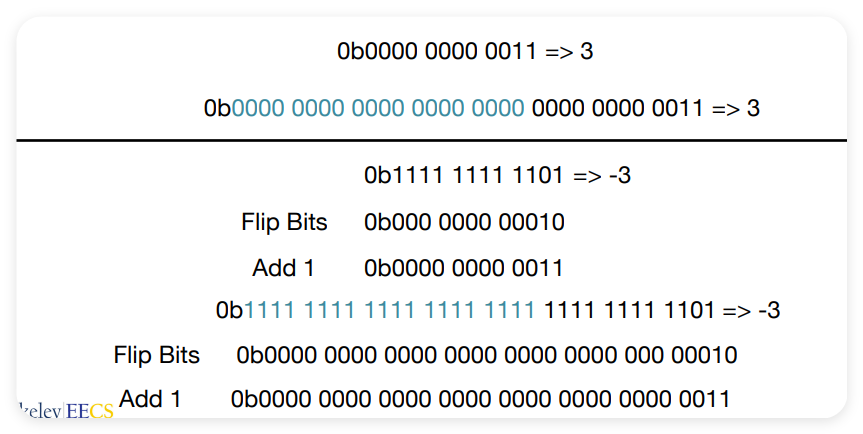 0b0000 0000 0011 => 3
0b0000 0000 0000 0000 0000 0000 0000 0011 => 3
0b1111 1111 1101 => -3
Flip Bits 0b000 0000 00010
Add 1 0b0000 0000 0011
0b1111 1111 1111 1111 1111 1111 1111 1101 => -3
Flip Bits 0b0000 0000 0000 0000 0000 0000 000 00010
Add 1 0b0000 0000 0000 0000 0000 0000 0000 0011
EECS